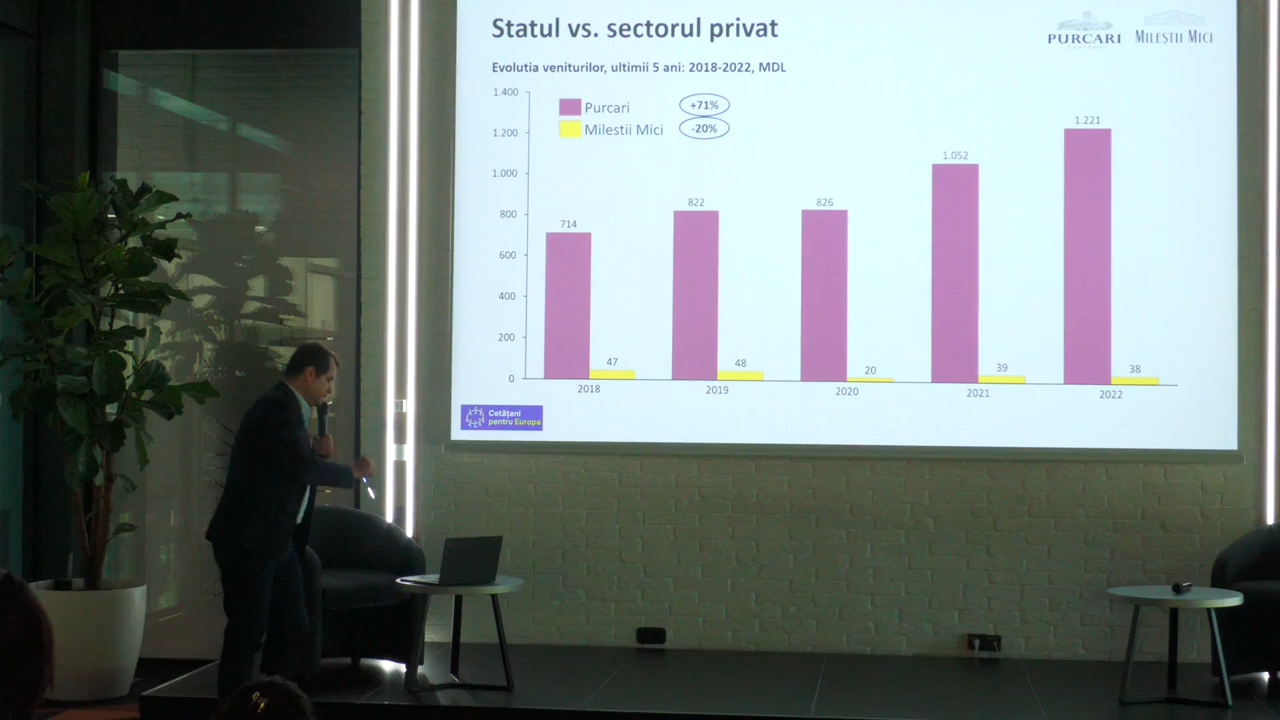 Statul vs. sectorul privat
PURCARI MILEȘTII MICI
Evolutia veniturilor, ultimii 5 ani: 2018-2022, MDL
1.400
1.200
1.000
800
600
400
200
0
Purcari +71%
Milestii Mici -20%
714
47
822
48
826
20
1.052
39
1.221
38
2018 2019 2020 2021 2022
Cetățeni
pentru Europa